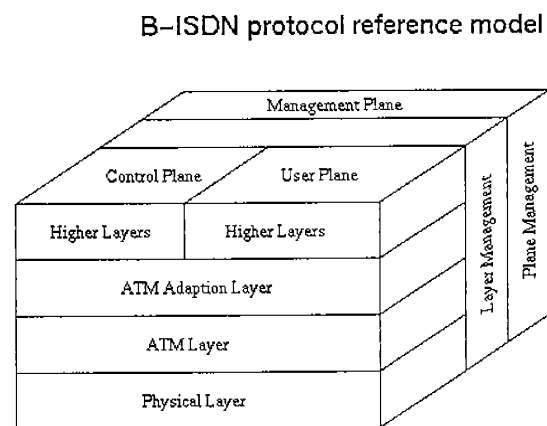 B-ISDN protocol reference model
Management Plane
Control Plane
User Plane
Higher Layers
Higher Layers
ATM Adaption Layer
ATM Layer
Physical Layer
Layer Management
Plane Management